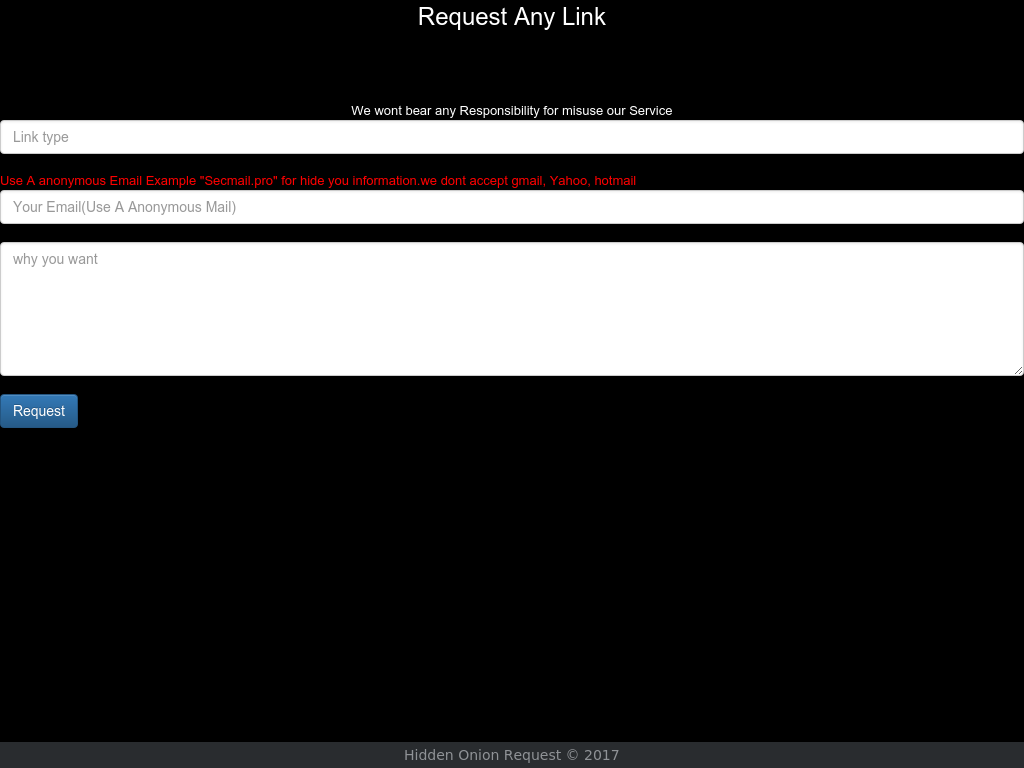 Request Any Link
We wont bear any Responsibility for misuse our Service
Link type
Use A anonymous Email Example "Secmail.pro" for hide you information,we dont accept gmail, Yahoo, hotmail
Your Email(Use A Anonymous Mail)
why you want
Request
Hidden Onion Request © 2017